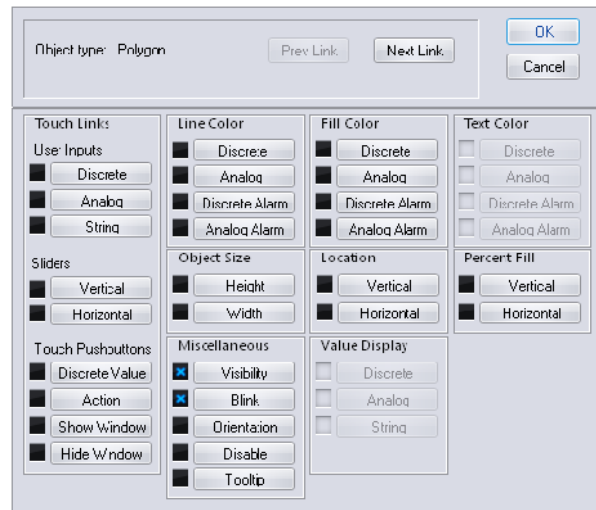 Object type: Polygon
Prev Link
Next Link
OK
Cancel
Touch Links
User Inputs
Discrete
Analog
String
Sliders
Vertical
Horizontal
Touch Pushbuttons
Discrete Value
Action
Show Window
Hide Window
Line Color
Discrete
Analog
Discrete Alarm
Analog Alarm
Object Size
Height
Width
Miscellaneous
Visibility
Blink
Orientation
Disable
Tooltip
Fill Color
Discrete
Analog
Discrete Alarm
Analog Alarm
Location
Vertical
Horizontal
Value Display
Discrete
Analog
String
Text Color
Discrete
Analog
Discrete Alarm
Analog Alarm
Percent Fill
Vertical
Horizontal